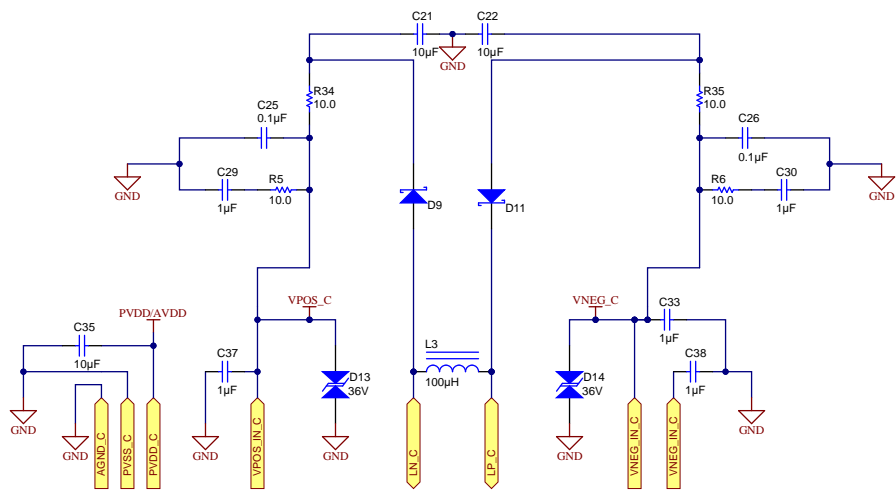 C21
C22
10µF
10µF
GND
R34
10.0
R35
10.0
C25
0.1µF
C26
0.1µF
C29
1µF
R5
10.0
R6
10.0
C30
1µF
GND
GND
D9
D11
PVDD/AVDD
VPOS_C
VNEG_C
C35
10µF
C37
1µF
D13
36V
L3
100µH
D14
36V
C33
1µF
C38
1µF
GND
GND
GND
GND
GND
AGND_C
PVSS_C
PVDD_C
VPOS_IN_C
LN_C
LP_C
VNEG_IN_C
VNEG_IN_C